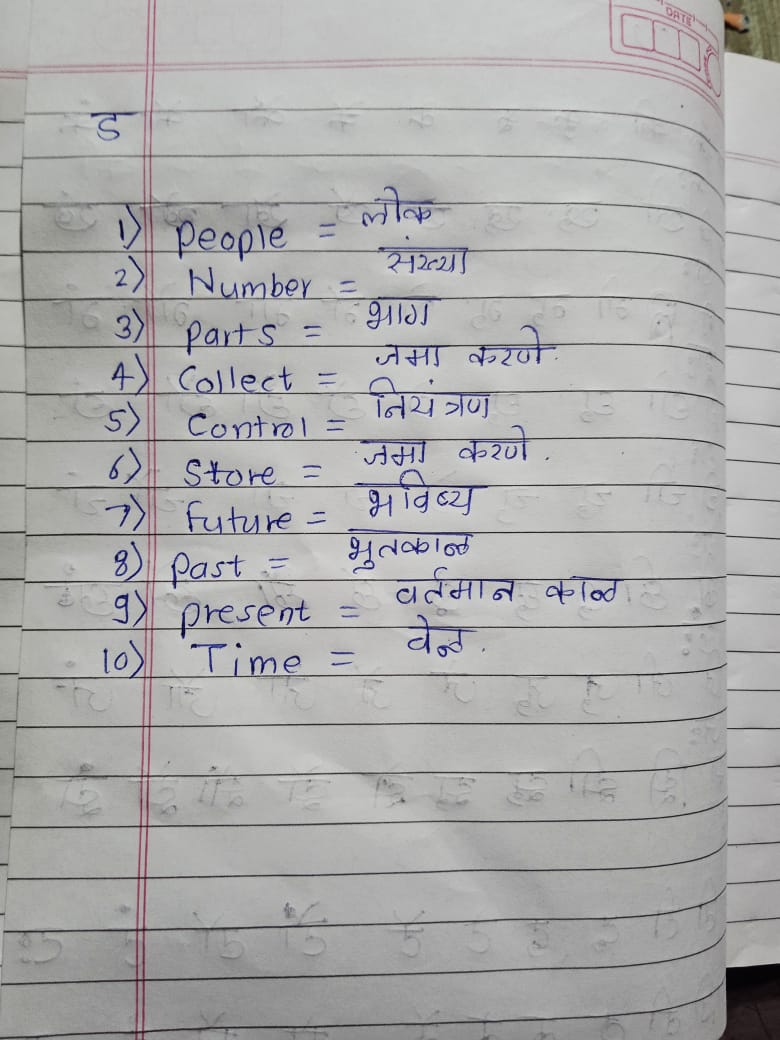 DATE
ड
1) People = लोक
2) Number = संख्या
3) Parts = भाग
4) Collect = जमा करणे.
5) Control = नियंत्रण
6) Store = जमा करणे.
7) Future = भविष्य
8) Past = भुतकाळ
9) Present = वर्तमान काळ
10) Time = वेळ.